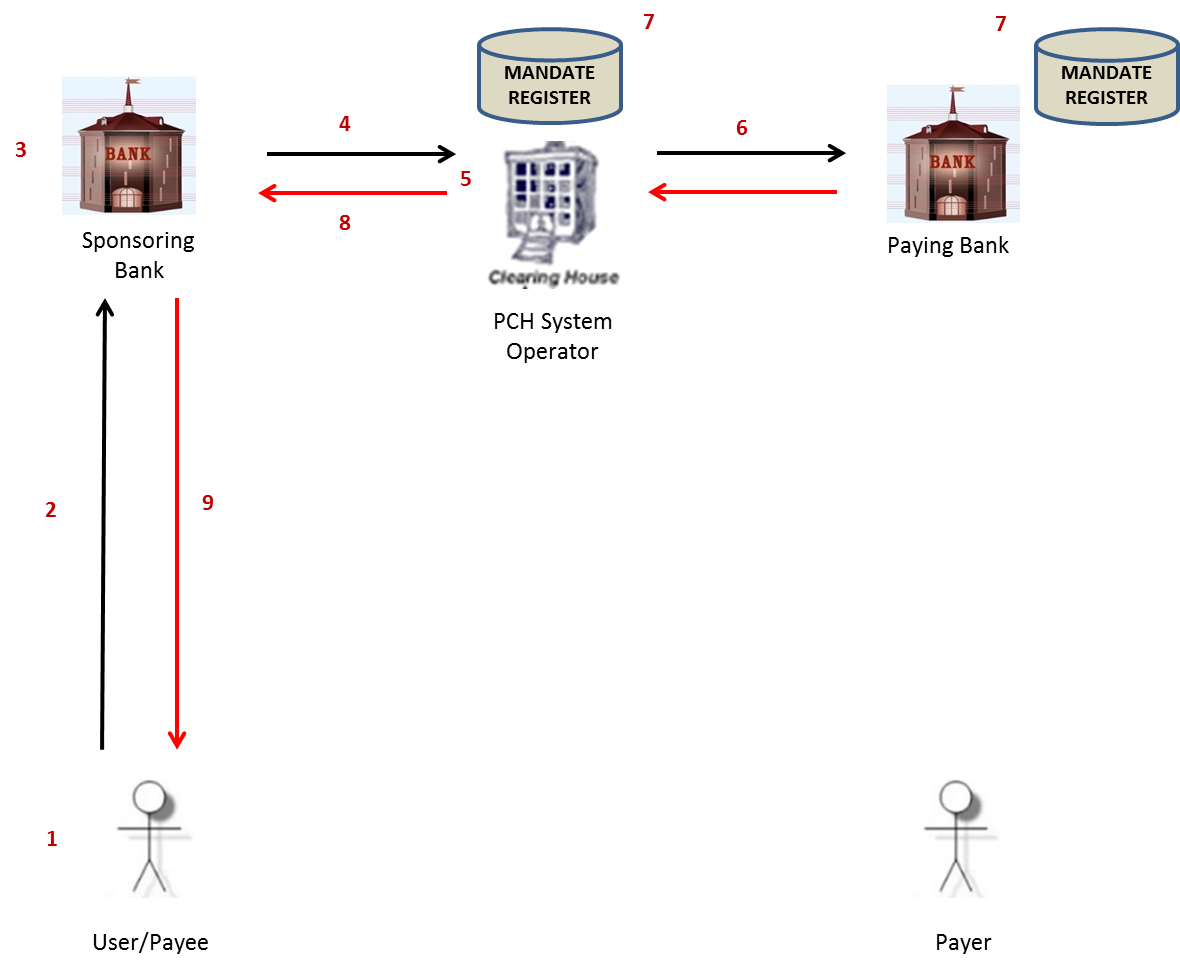 7
7
MANDATE
REGISTER
MANDATE
REGISTER
3
BANK
4
6
BANK
5
8
Sponsoring
Bank
Clearing House
Paying Bank
PCH System
Operator
2
9
1
User/Payee
Payer